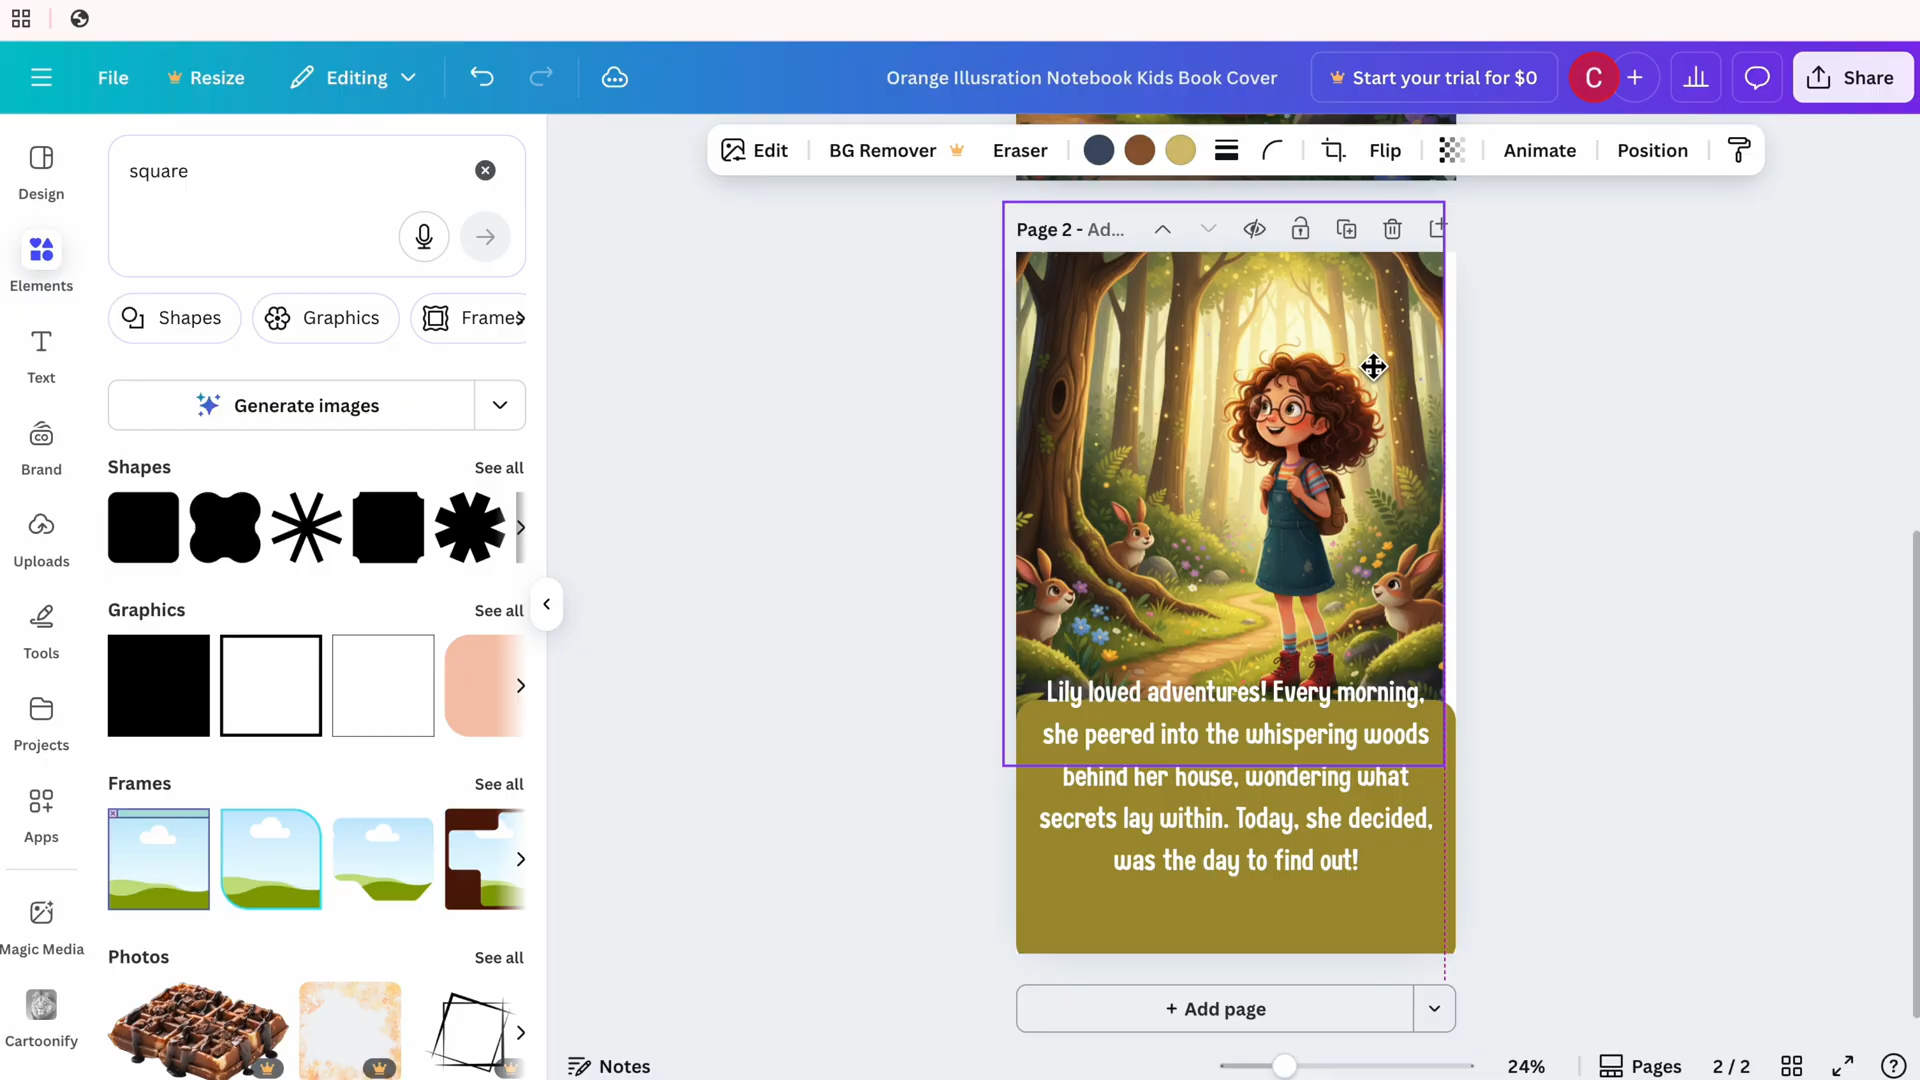 File
Resize
Editing
Orange Illusration Notebook Kids Book Cover
Start your trial for $0
C
Share
Design
Elements
Text
Brand
Uploads
Tools
Projects
Apps
Magic Media
Cartoonify
square
Shapes
Graphics
Frames
Generate images
Shapes
See all
Graphics
See all
Frames
See all
Photos
See all
Edit
BG Remover
Eraser
Flip
Animate
Position
Page 2 - Ad...
Lily loved adventures! Every morning,
she peered into the whispering woods
behind her house, wondering what
secrets lay within. Today, she decided,
was the day to find out!
+ Add page
Notes
24%
Pages
2 / 2